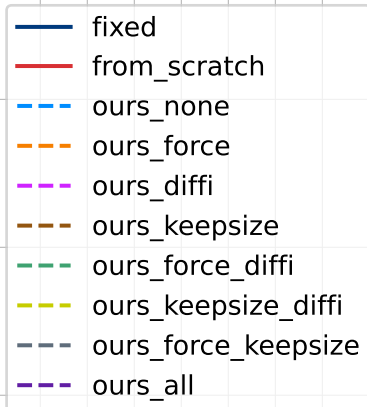 fixed
from_scratch
ours_none
ours_force
ours_diffi
ours_keepsize
ours_force_diffi
ours_keepsize_diffi
ours_force_keepsize
ours_all